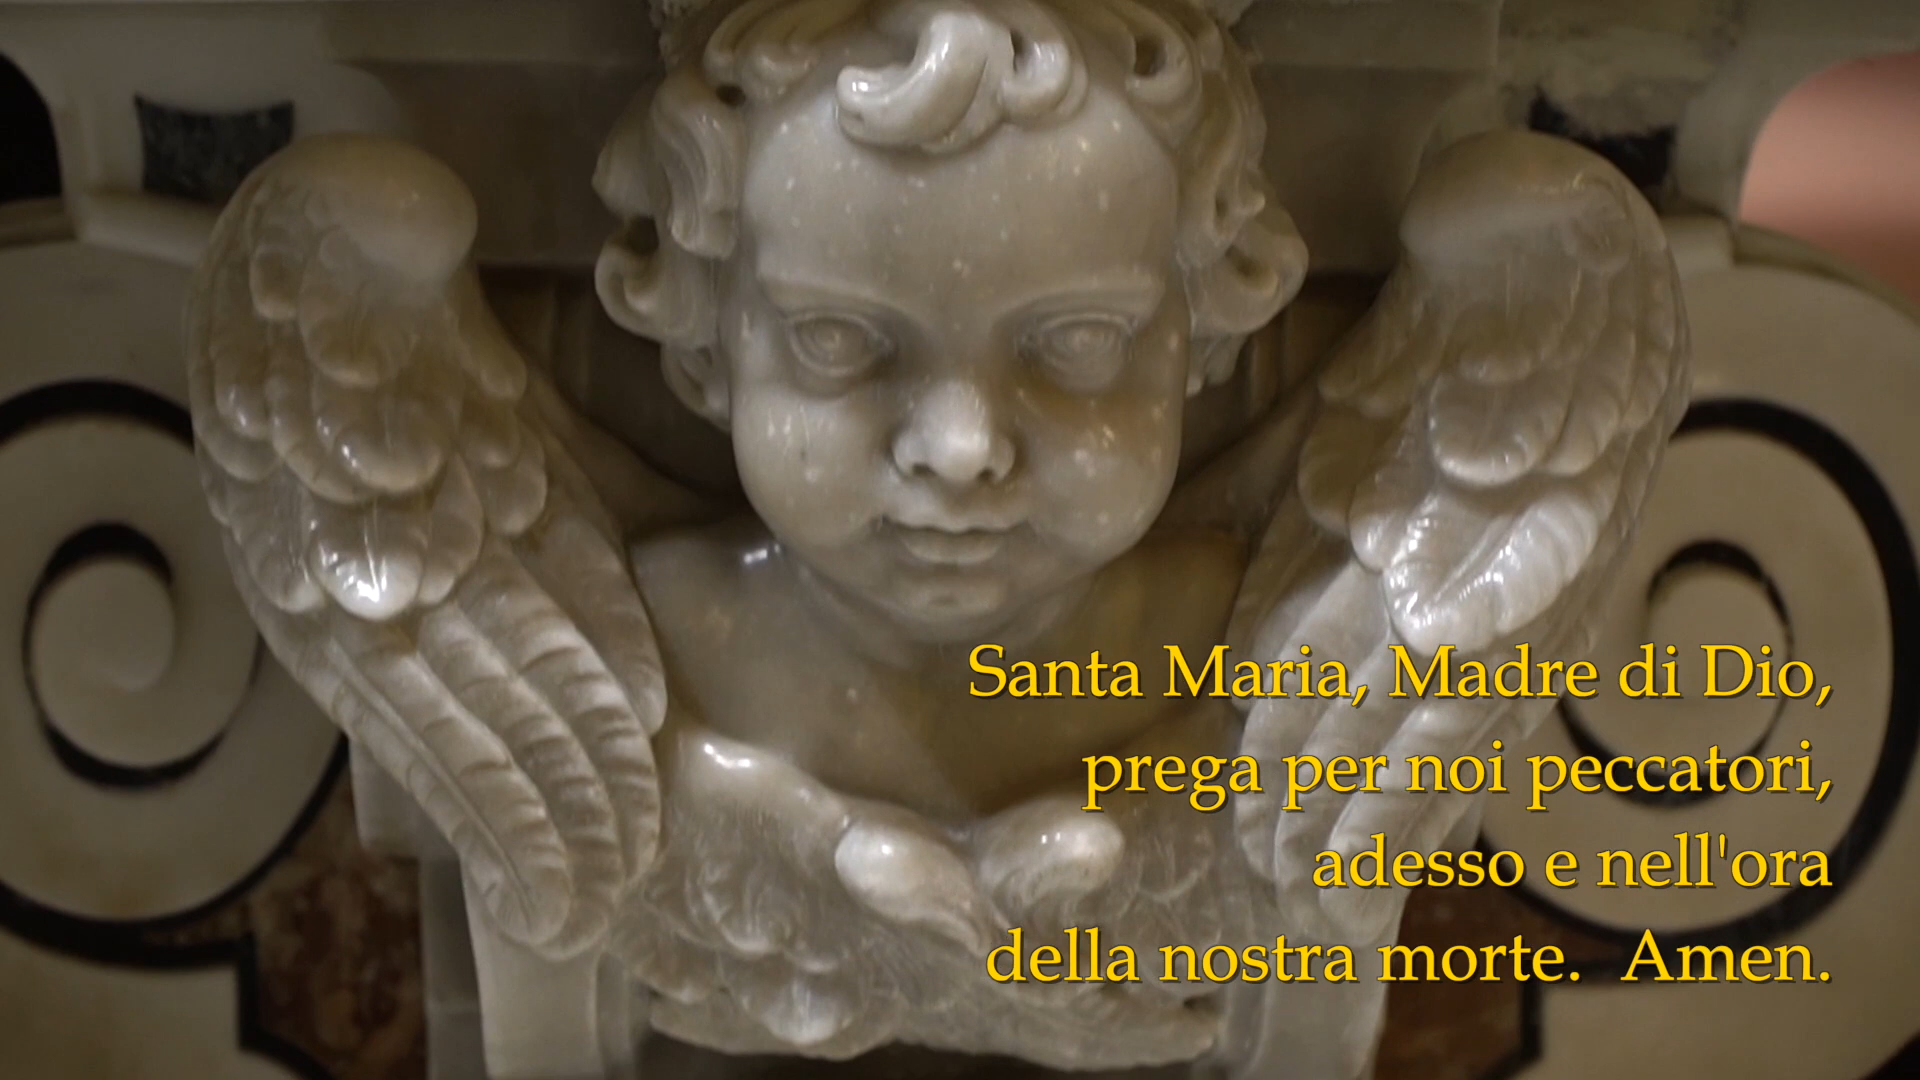 Santa Maria, Madre di Dio,
prega per noi peccatori,
adesso e nell'ora
della nostra morte.  Amen.